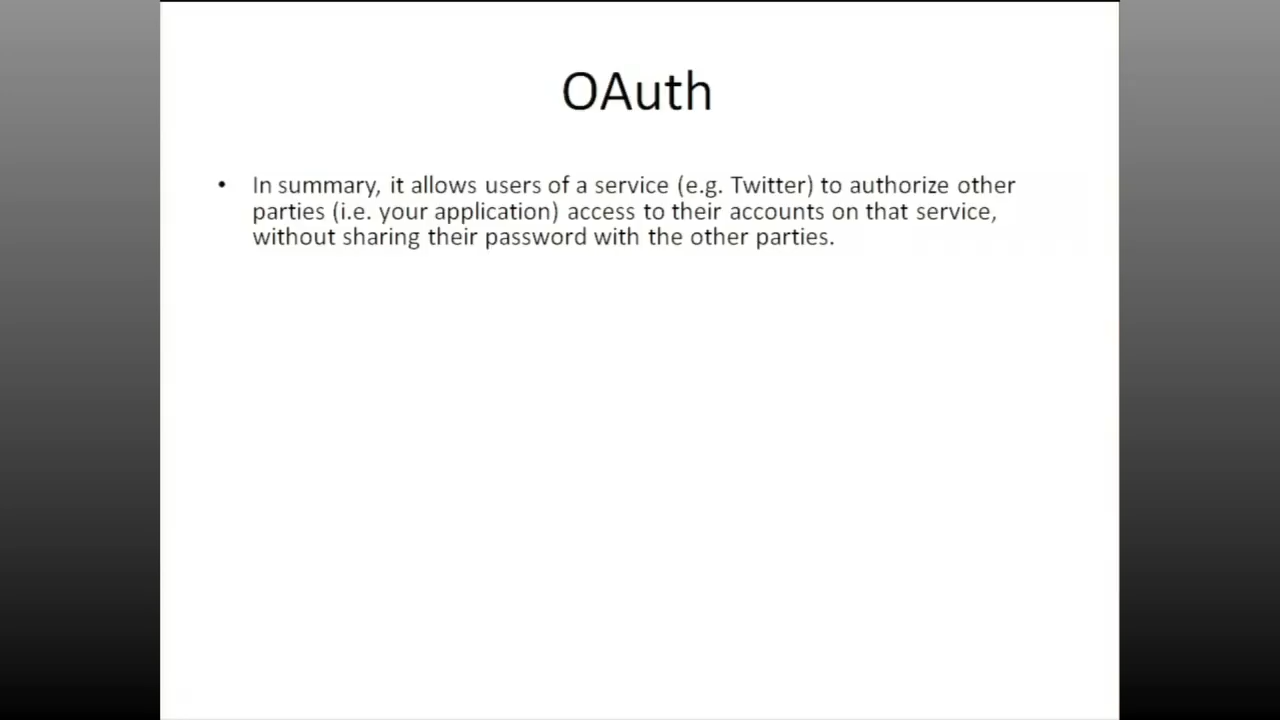 OAuth
• In summary, it allows users of a service (e.g. Twitter) to authorize other
parties (i.e. your application) access to their accounts on that service,
without sharing their password with the other parties.